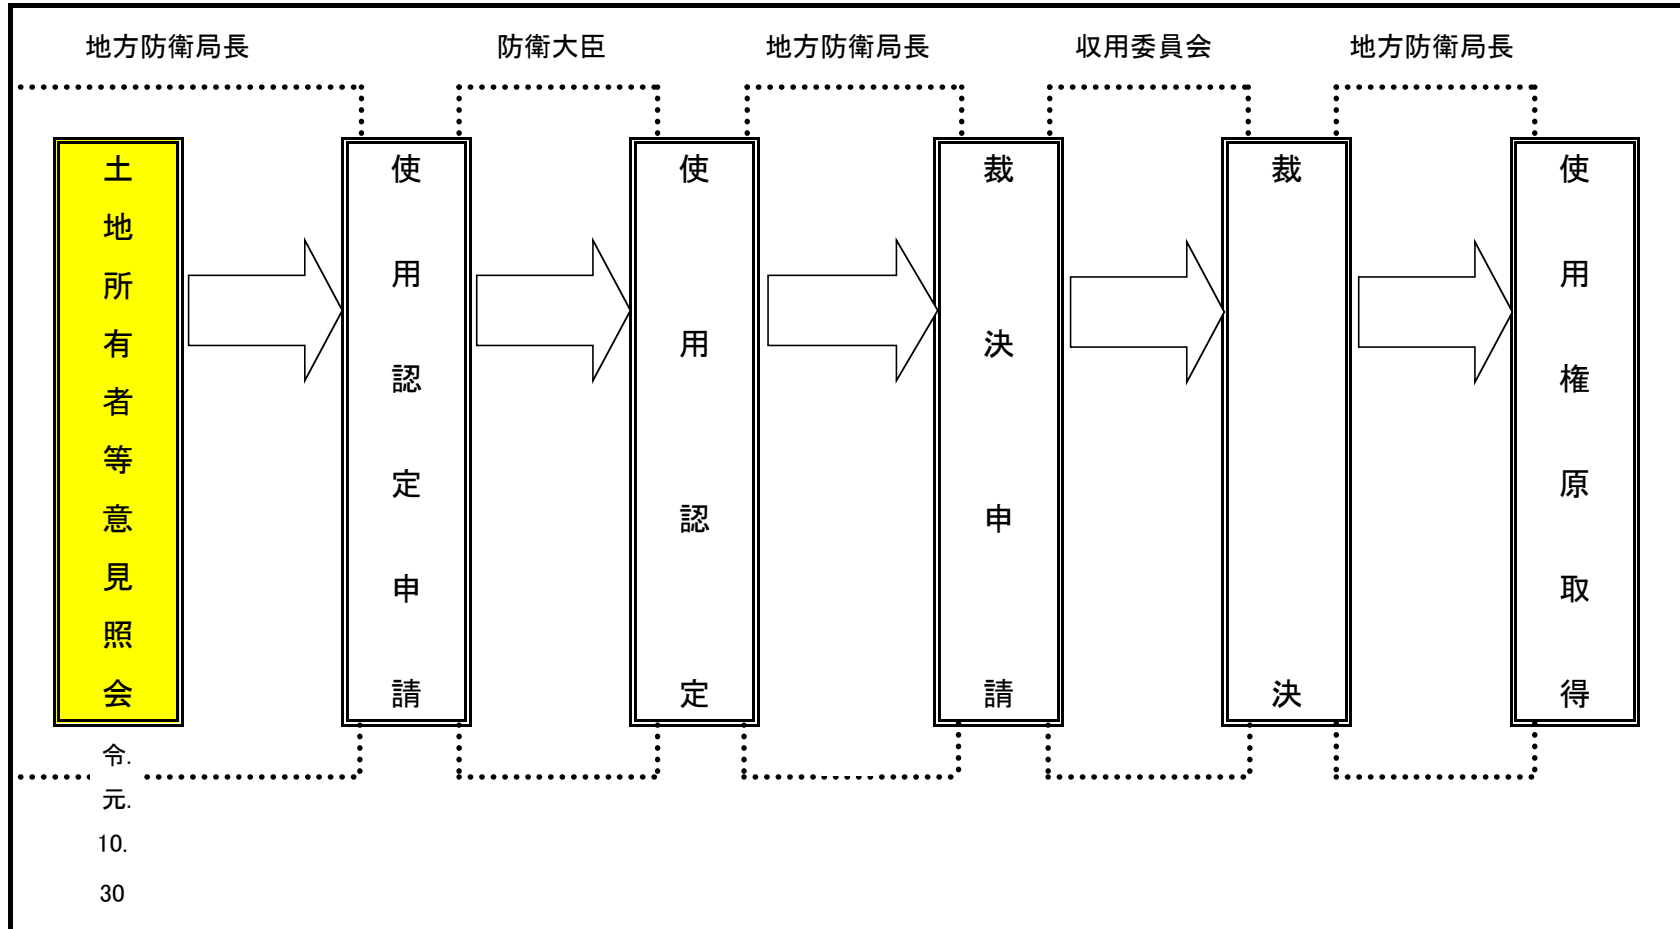 地方防衛局長
防衛大臣
地方防衛局長
収用委員会
地方防衛局長
土地所有者等意見照会
使用認定申請
使用認定
裁決申請
裁決
使用権原取得
令.
元.
10.
30